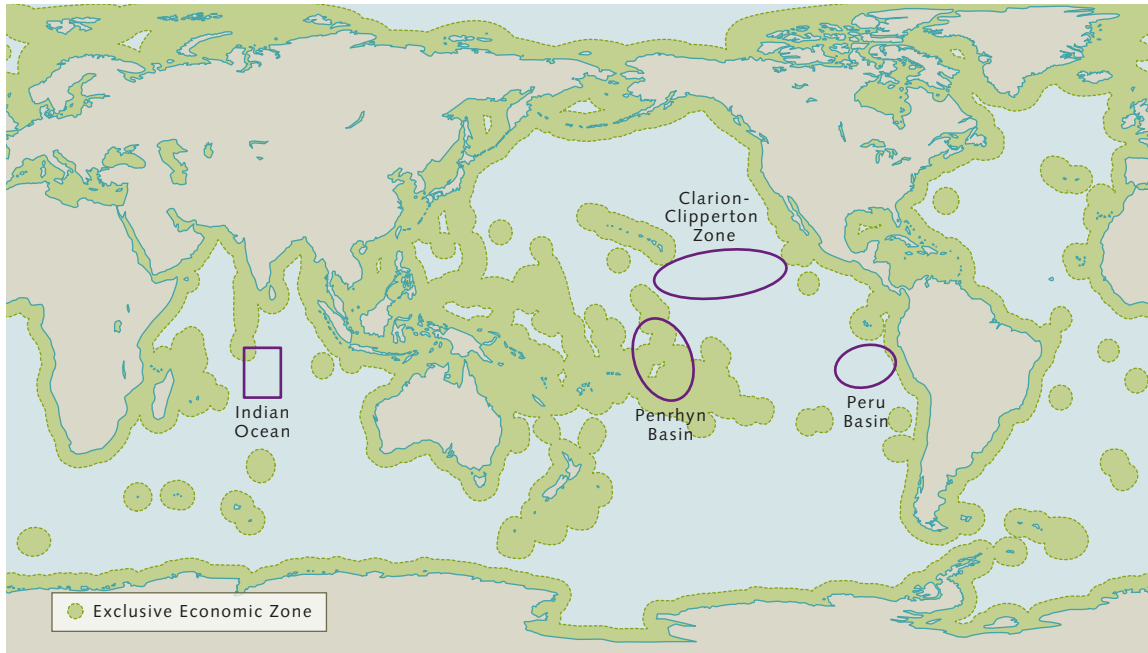 Clarion-
Clipperton
Zone
Indian
Ocean
Penrhyn
Basin
Peru
Basin
Exclusive Economic Zone